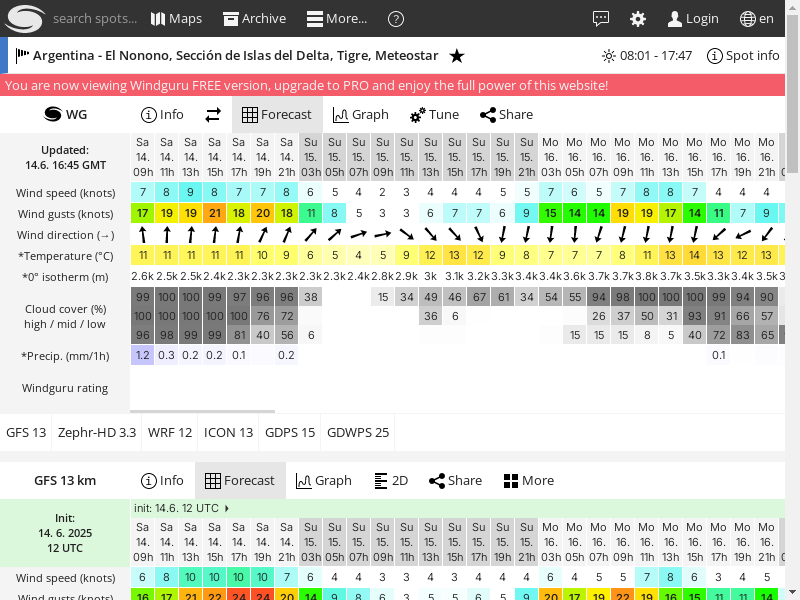 search spots... Maps Archive More... ? Login en
Argentina - El Nonono, Sección de Islas del Delta, Tigre, Meteostar 08:01 - 17:47 Spot info
You are now viewing Windguru FREE version, upgrade to PRO and enjoy the full power of this website!
WG Info Forecast Graph Tune Share
Updated:
14.6. 16:45 GMT
Sa Sa Sa Sa Sa Sa Sa Su Su Su Su Su Su Su Su Su Su Mo Mo Mo Mo Mo Mo Mo Mo Mo Mo
14. 14. 14. 14. 14. 14. 14. 15. 15. 15. 15. 15. 15. 15. 15. 15. 15. 16. 16. 16. 16. 16. 16. 16. 16. 16. 16.
09h 11h 13h 15h 17h 19h 21h 03h 05h 07h 09h 11h 13h 15h 17h 19h 21h 03h 05h 07h 09h 11h 13h 15h 17h 19h 21h
Wind speed (knots) 7 8 9 8 7 7 8 6 5 4 2 3 4 4 4 5 5 7 6 5 7 8 8 7 4 4 4
Wind gusts (knots) 17 19 19 21 18 20 18 11 8 5 3 3 6 7 7 6 9 15 14 14 19 19 17 14 11 7 9
Wind direction (→)
*Temperature (°C) 11 11 11 11 11 10 9 6 5 4 5 9 12 13 12 9 8 7 7 7 8 11 13 14 13 12 13
*0° isotherm (m) 2.6k 2.5k 2.5k 2.4k 2.3k 2.3k 2.3k 2.3k 2.3k 2.4k 2.8k 2.9k 3k 3.1k 3.2k 3.3k 3.3k 3.4k 3.4k 3.6k 3.7k 3.7k 3.8k 3.7k 3.5k 3.3k 3.4k 3.5k
Cloud cover (%)
high / mid / low
99 100 100 99 97 96 96 38 15 34 49 46 67 61 34 54 55 94 98 100 100 100 99 94 90
100 100 100 100 100 76 72 36 6 26 37 50 31 93 91 66 57
96 98 99 99 81 40 56 6 15 15 15 8 5 40 72 83 65
*Precip. (mm/1h) 1.2 0.3 0.2 0.2 0.1 0.2 0.1
Windguru rating
GFS 13 Zephr-HD 3.3 WRF 12 ICON 13 GDPS 15 GDWPS 25
GFS 13 km Info Forecast Graph 2D Share More
Init:
14. 6. 2025
12 UTC
init: 14.6. 12 UTC
Sa Sa Sa Sa Sa Sa Sa Su Su Su Su Su Su Su Su Su Su Mo Mo Mo Mo Mo Mo Mo Mo Mo Mo
14. 14. 14. 14. 14. 14. 14. 15. 15. 15. 15. 15. 15. 15. 15. 15. 15. 16. 16. 16. 16. 16. 16. 16. 16. 16. 16.
09h 11h 13h 15h 17h 19h 21h 03h 05h 07h 09h 11h 13h 15h 17h 19h 21h 03h 05h 07h 09h 11h 13h 15h 17h 19h 21h
Wind speed (knots) 6 8 10 10 10 10 7 6 4 4 3 3 4 3 4 4 4 6 4 5 5 7 8 6 3 4 5
Wind gusts (knots) 16 17 21 22 24 24 20 14 9 8 6 3 5 5 6 5 9 20 17 19 22 19 16 15 11 11 14